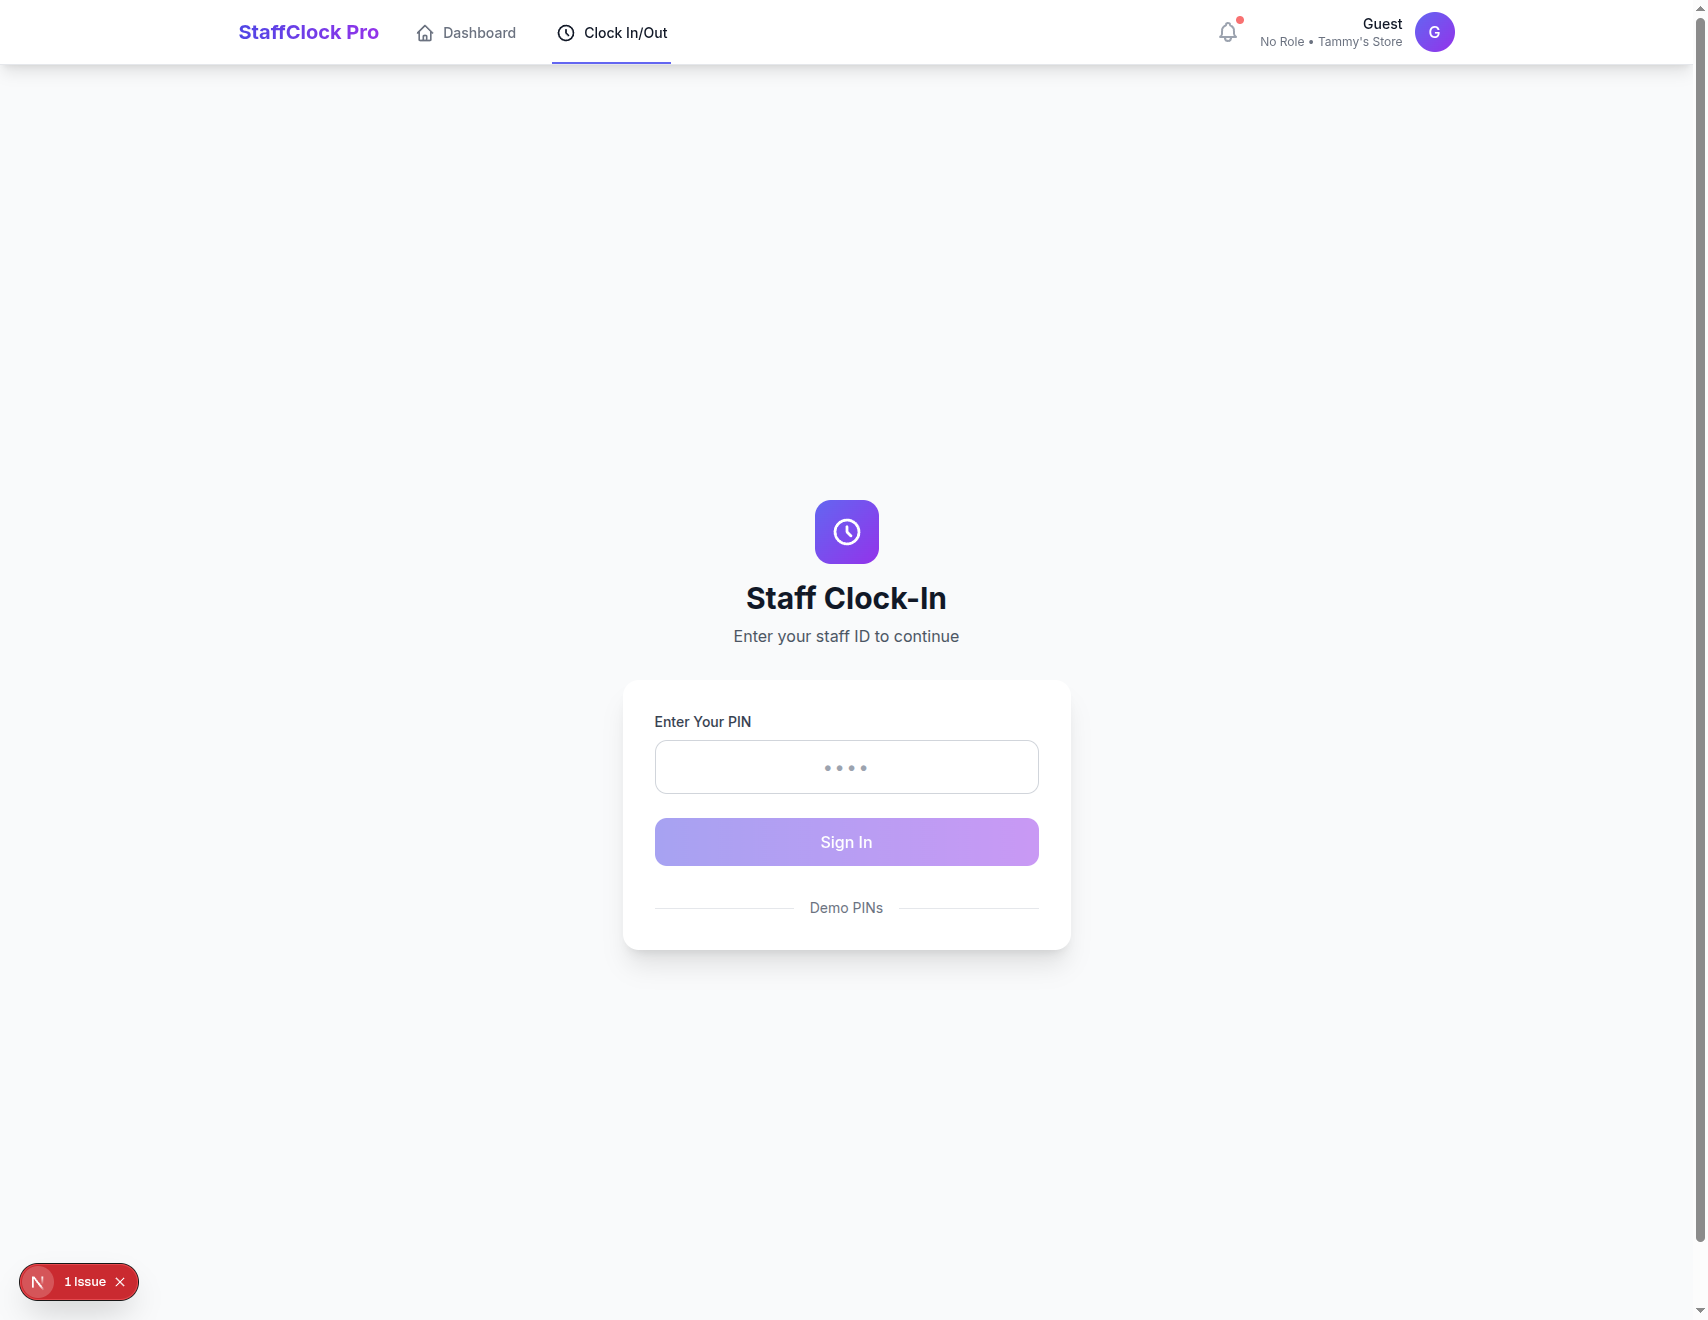 StaffClock Pro
Dashboard
Clock In/Out
Guest
No Role • Tammy's Store
G
Staff Clock-In
Enter your staff ID to continue
Enter Your PIN
••••
Sign In
Demo PINs
N
1 Issue